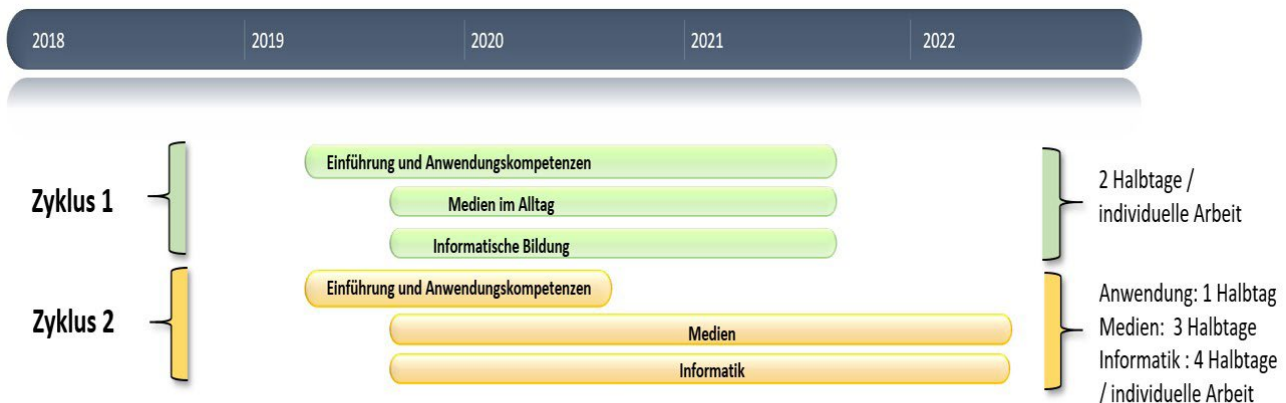 2018 2019 2020 2021 2022
Einführung und Anwendungskompetenzen
Zyklus 1
Medien im Alltag
Informatische Bildung
2 Halbtage /
individuelle Arbeit
Einführung und Anwendungskompetenzen
Zyklus 2
Medien
Informatik
Anwendung: 1 Halbtag
Medien: 3 Halbtage
Informatik : 4 Halbtage
/ individuelle Arbeit